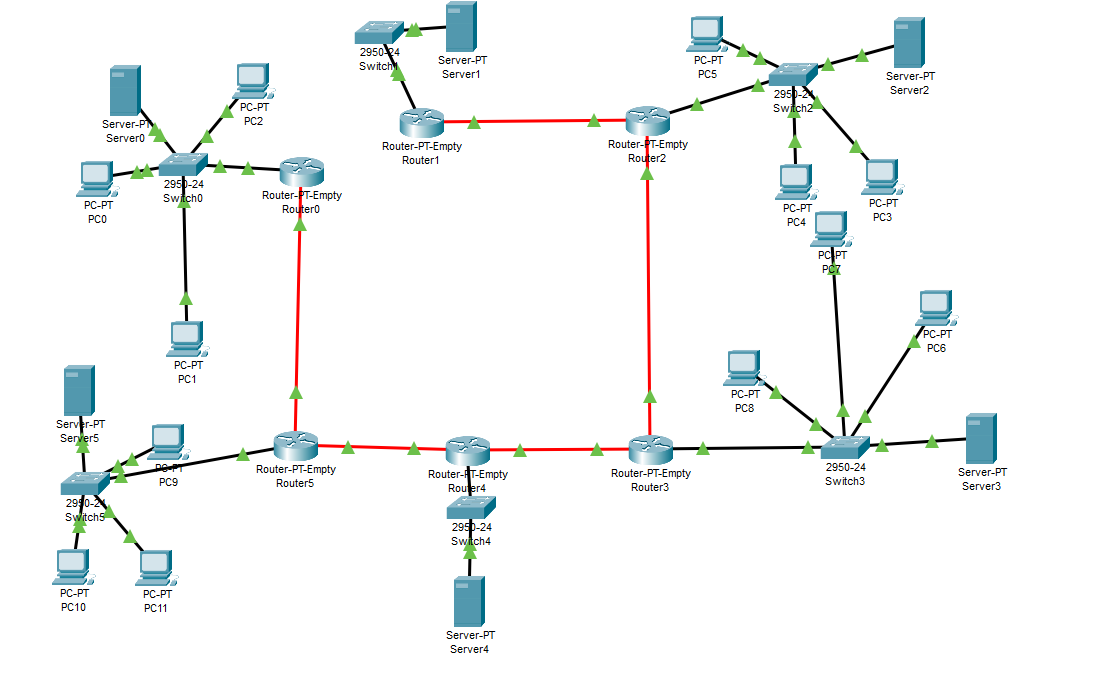 2950-24
Switch1
Server-PT
Server1
PC-PT
PC5
2950-24
Switch2
Server-PT
Server2
Server-PT
Server0
PC-PT
PC2
Router-PT-Empty
Router1
Router-PT-Empty
Router2
2950-24
Switch0
PC-PT
PC0
Router-PT-Empty
Router0
PC-PT
PC4
PC-PT
PC3
PC-PT
PC7
PC-PT
PC1
PC-PT
PC6
PC-PT
PC8
Server-PT
Server5
PC-PT
PC9
Router-PT-Empty
Router5
Router-PT-Empty
Router4
Router-PT-Empty
Router3
2950-24
Switch3
Server-PT
Server3
2950-24
Switch5
2950-24
Switch4
PC-PT
PC10
PC-PT
PC11
Server-PT
Server4